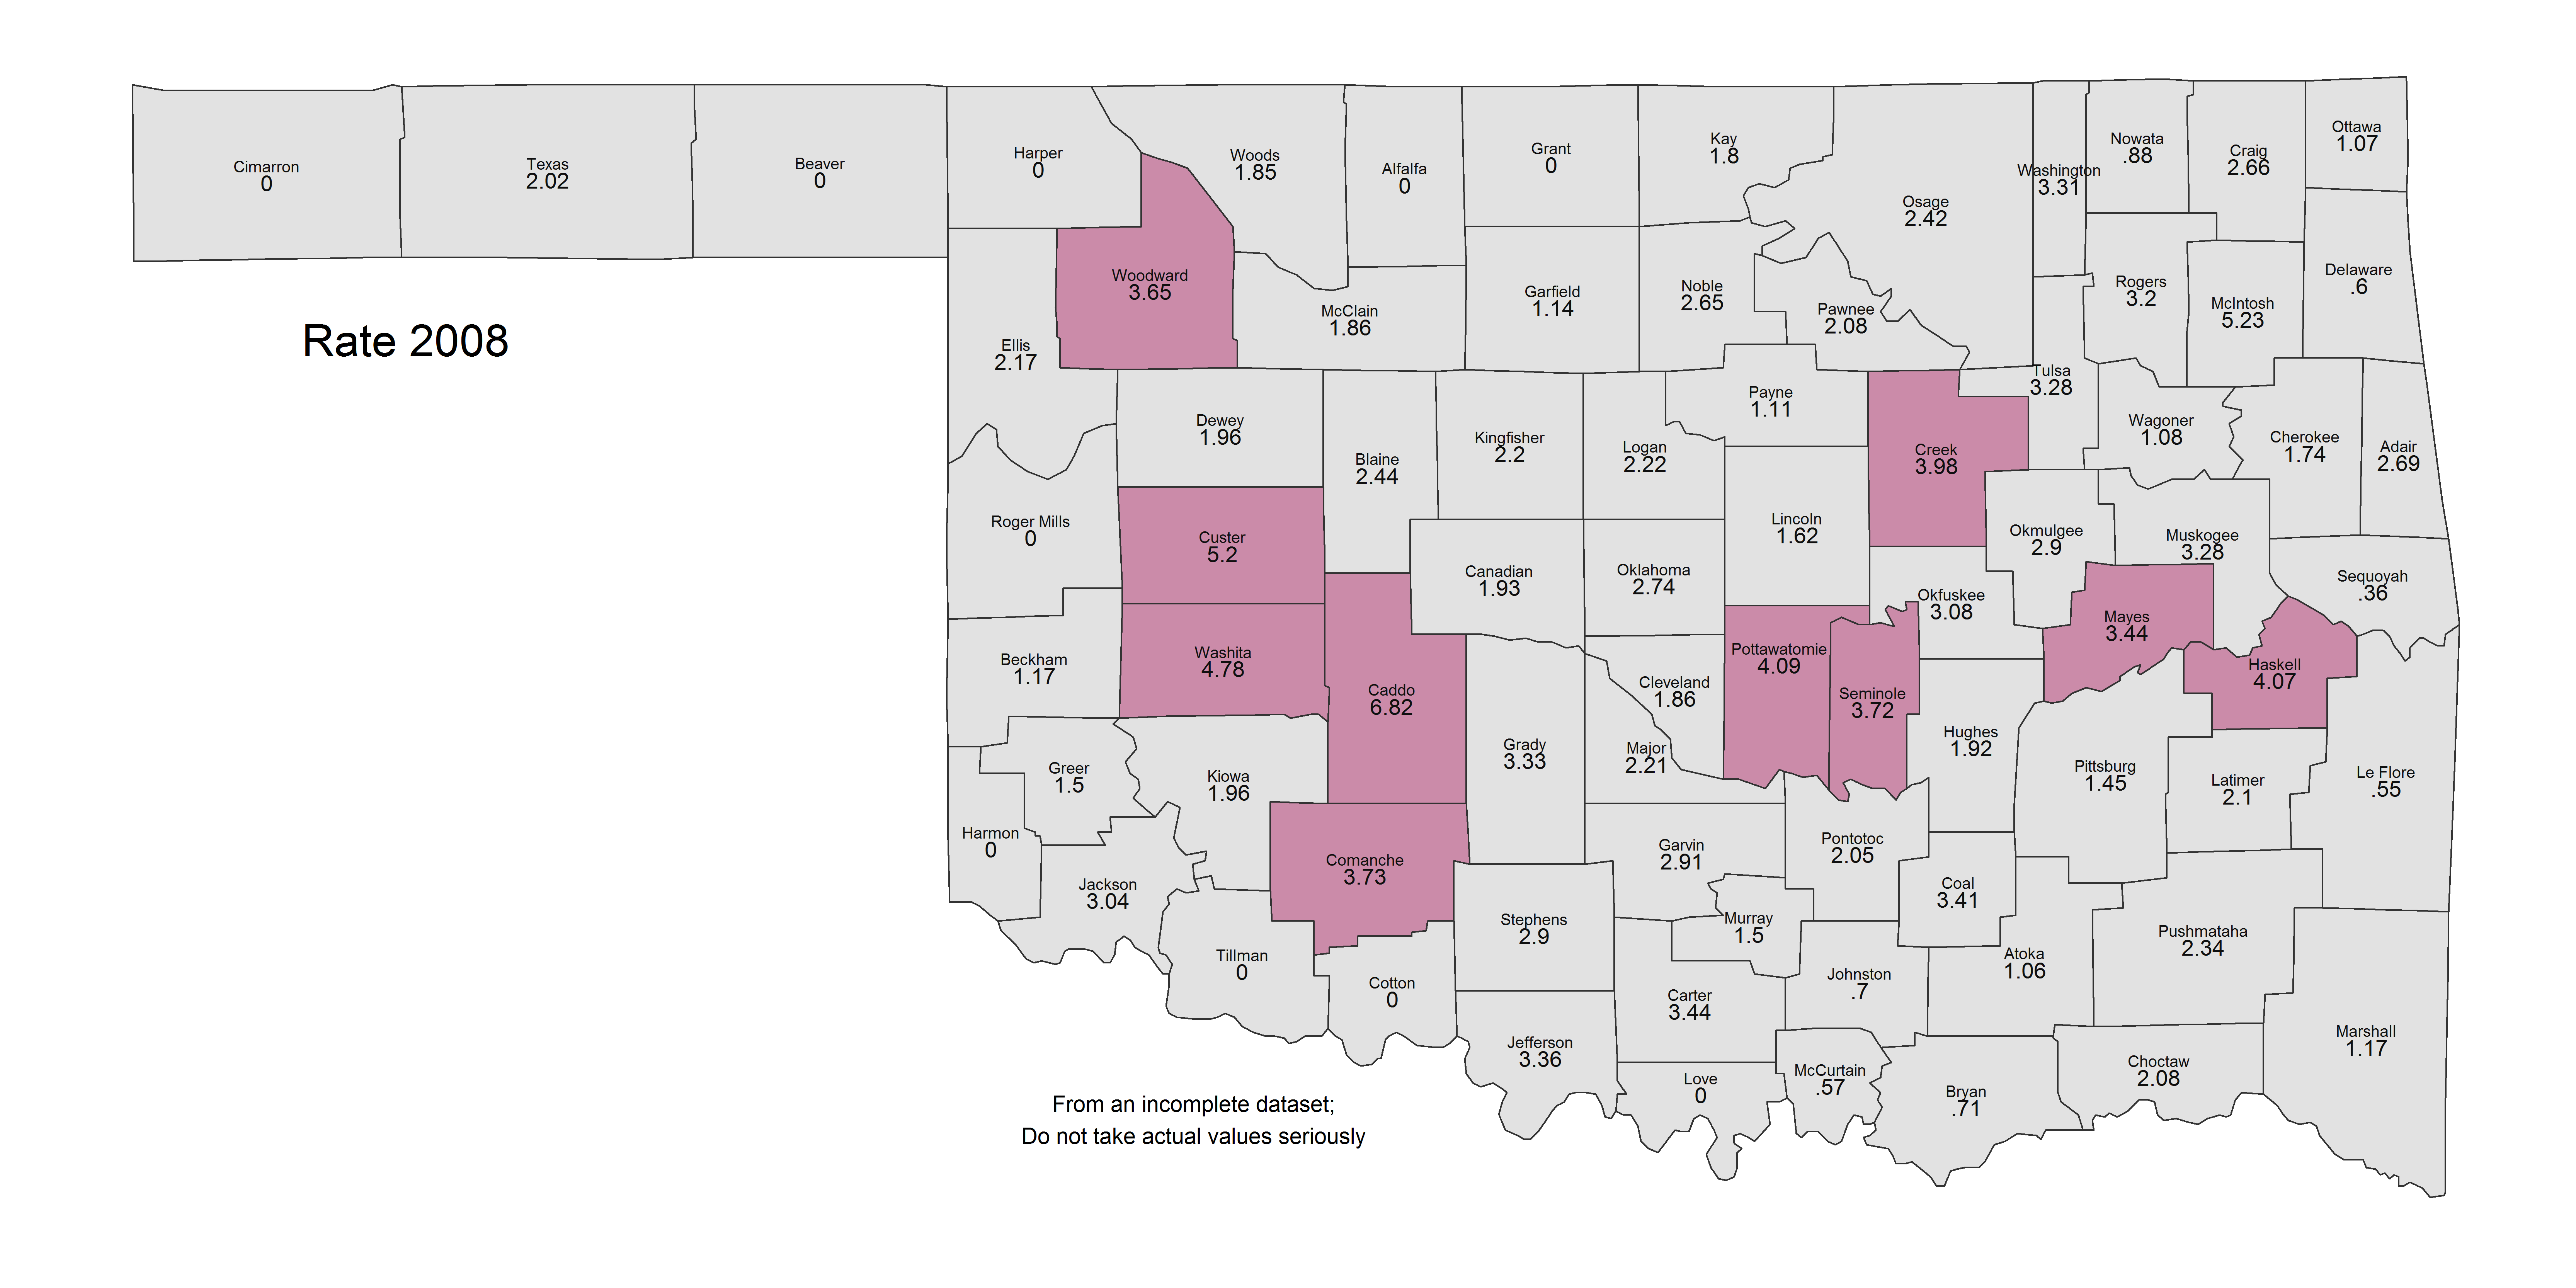 Cimarron
0
Texas
2.02
Beaver
0
Harper
0
Woods
1.85
Alfalfa
0
Grant
0
Kay
1.8
Osage
2.42
Washington
3.31
Nowata
.88
Craig
2.66
Ottawa
1.07
Woodward
3.65
Ellis
2.17
McClain
1.86
Garfield
1.14
Noble
2.65
Pawnee
2.08
Rogers
3.2
McIntosh
5.23
Delaware
.6
Rate 2008
Dewey
1.96
Blaine
2.44
Kingfisher
2.2
Logan
2.22
Payne
1.11
Creek
3.98
Tulsa
3.28
Wagoner
1.08
Cherokee
1.74
Adair
2.69
Roger Mills
0
Custer
5.2
Canadian
1.93
Oklahoma
2.74
Lincoln
1.62
Okfuskee
3.08
Okmulgee
2.9
Muskogee
3.28
Sequoyah
.36
Beckham
1.17
Washita
4.78
Caddo
6.82
Grady
3.33
Cleveland
1.86
Major
2.21
Pottawatomie
4.09
Seminole
3.72
Hughes
1.92
Mayes
3.44
Haskell
4.07
Pittsburg
1.45
Latimer
2.1
Le Flore
.55
Greer
1.5
Kiowa
1.96
Harmon
0
Jackson
3.04
Comanche
3.73
Stephens
2.9
Garvin
2.91
Pontotoc
2.05
Coal
3.41
Murray
1.5
Johnston
.7
Atoka
1.06
Pushmataha
2.34
Tillman
0
Cotton
0
Carter
3.44
Jefferson
3.36
Love
0
McCurtain
.57
Bryan
.71
Choctaw
2.08
Marshall
1.17
From an incomplete dataset;
Do not take actual values seriously